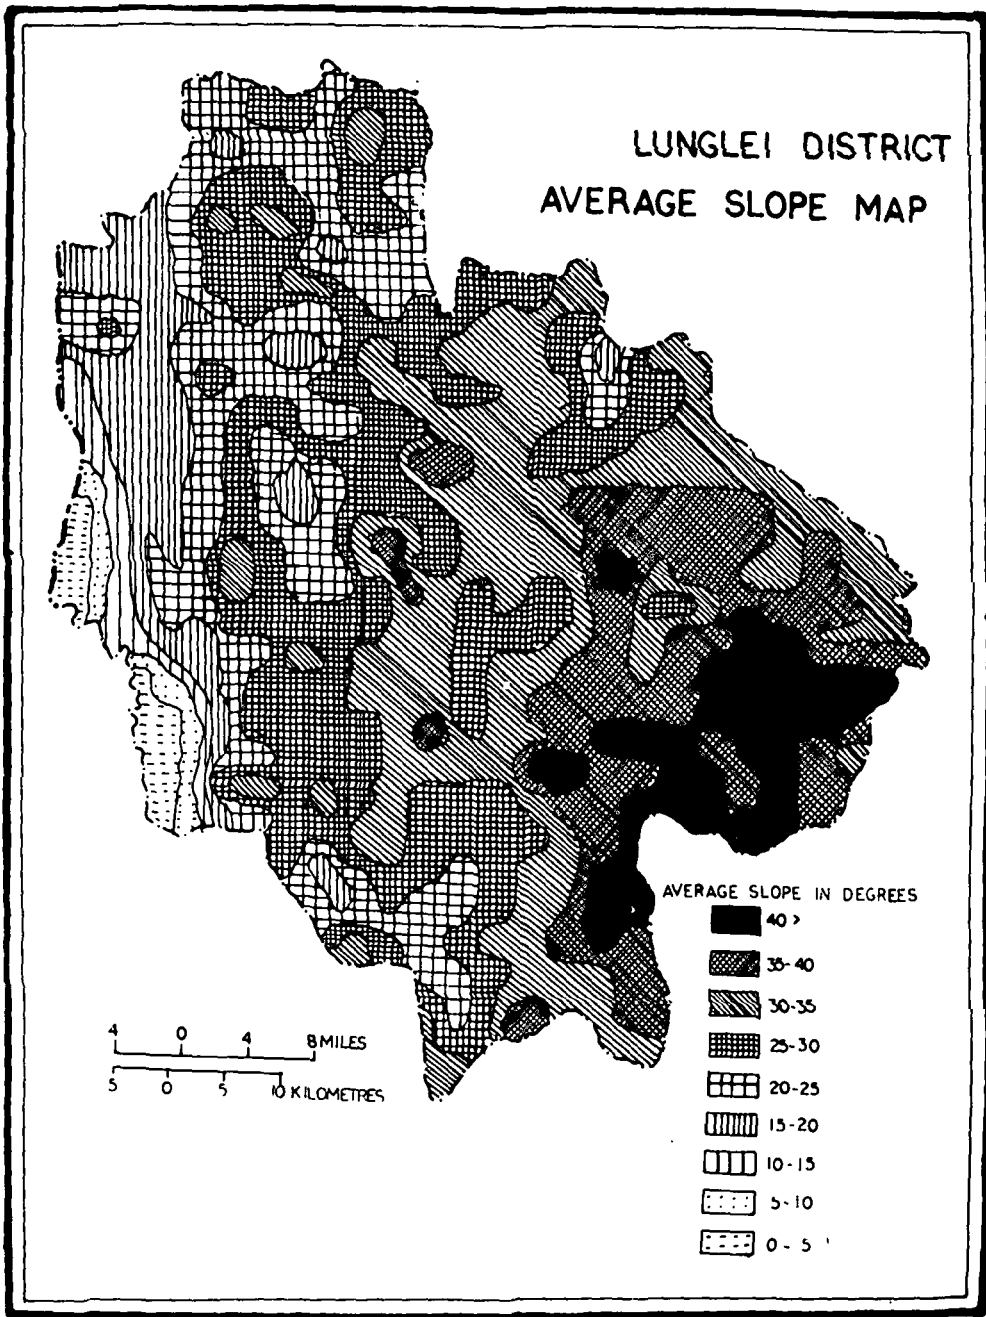 LUNGLEI DISTRICT
AVERAGE SLOPE MAP
AVERAGE SLOPE IN DEGREES
40 >
35-40
30-35
25-30
20-25
15-20
10-15
5-10
0-5
4 0 4 8 MILES
5 0 5 10 KILOMETRES